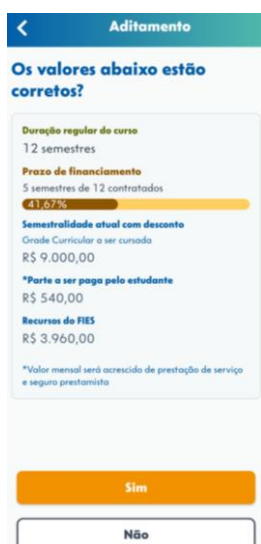 Aditamento
Os valores abaixo estão
corretos?
Duração regular do curso
12 semestres
Prazo de financiamento
5 semestres de 12 contratados
41,67%
Semestralidade atual com desconto
Grade Curricular a ser cursada
R$ 9.000,00
*Parte a ser paga pelo estudante
R$ 540,00
Recursos do FIES
R$ 3.960,00
*Valor mensal será acrescido de prestação de serviço
e seguro prestamista
Sim
Não